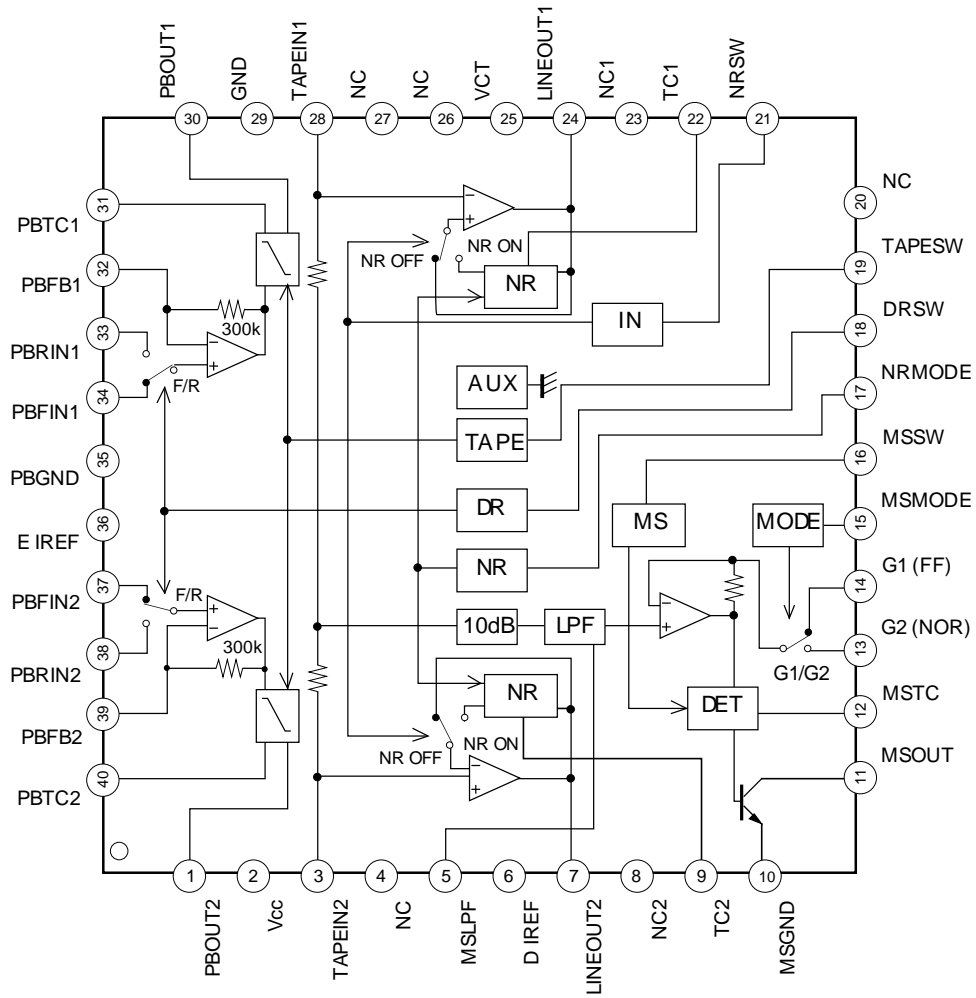 PBOUT1
GND
TAPEIN1
NC
NC
VCT
LINEOUT1
NC1
TC1
NRSW
30
29
28
27
26
25
24
23
22
21
31
PBTC1
32
PBFB1
33
PBRIN1
34
PBFIN1
35
PBGND
36
E IREF
37
PBFIN2
38
PBRIN2
39
PBFB2
40
PBTC2
300k
F/R
F/R
300k
NR OFF
NR ON
NR
IN
AUX
TAPE
DR
NR
MS
MODE
10dB
LPF
G1/G2
NR
DET
NR OFF
NR ON
NC
20
TAPESW
19
DRSW
18
NRMODE
17
MSSW
16
MSMODE
15
G1 (FF)
14
G2 (NOR)
13
MSTC
12
MSOUT
11
1
2
3
4
5
6
7
8
9
10
PBOUT2
Vcc
TAPEIN2
NC
MSLPF
D IREF
LINEOUT2
NC2
TC2
MSGND